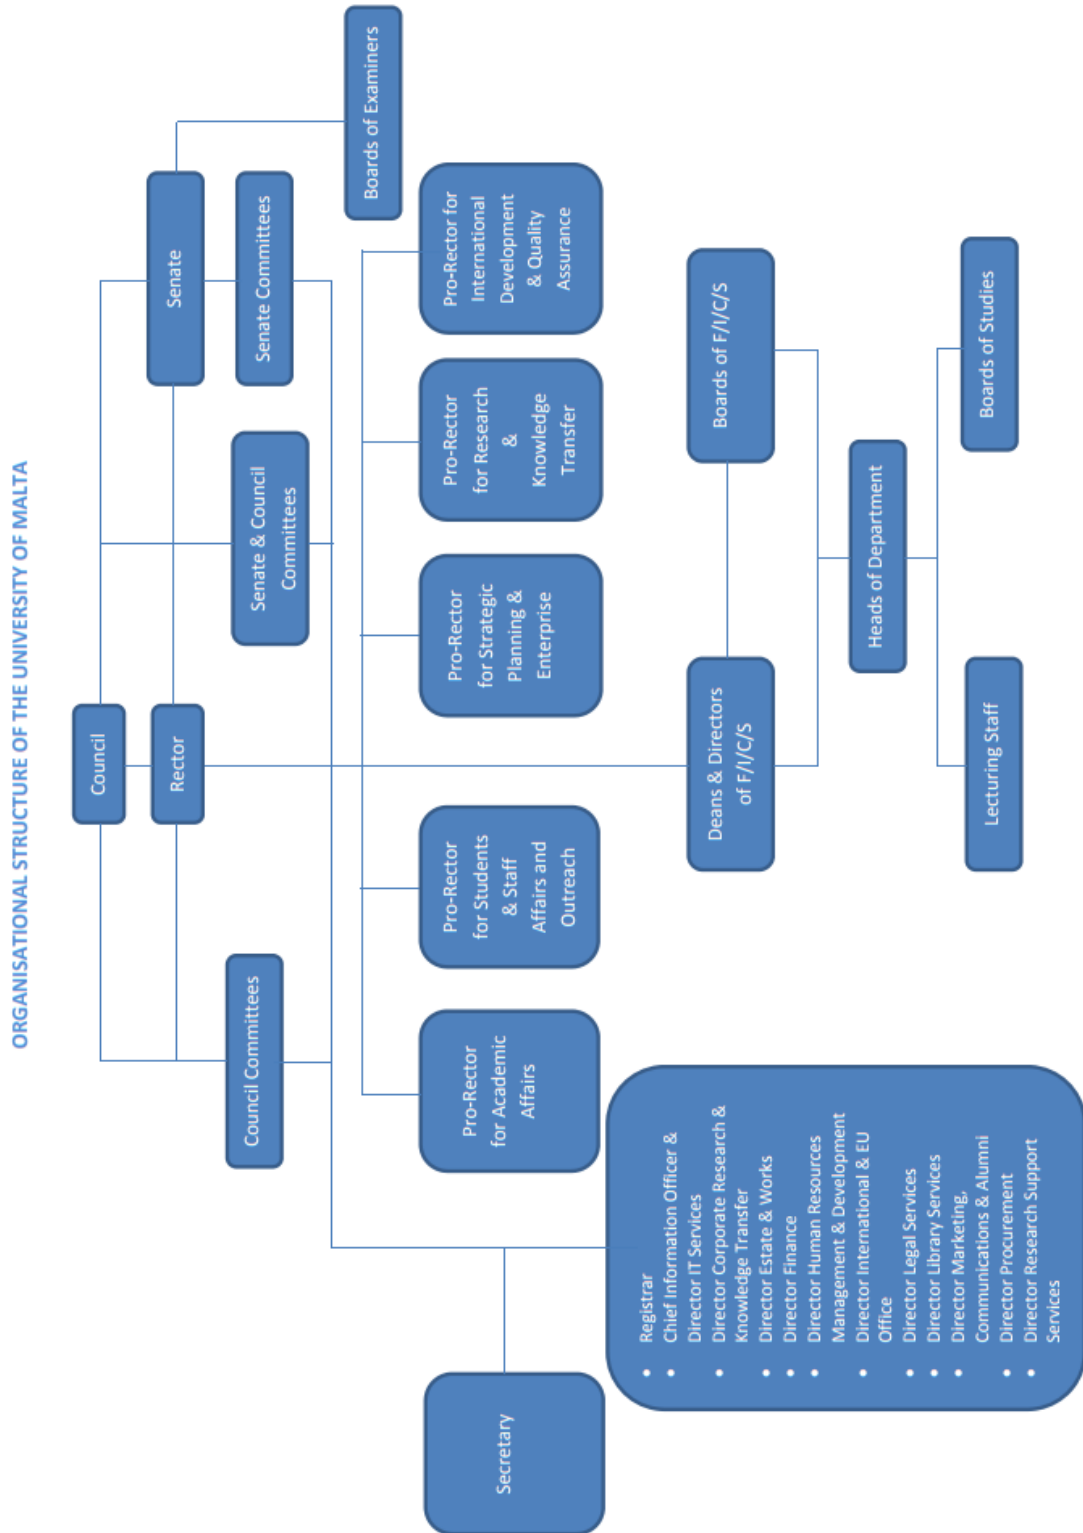 ORGANISATIONAL STRUCTURE OF THE UNIVERSITY OF MALTA
Council
Rector
Senate
Council Committees
Senate & Council
Committees
Senate Committees
Boards of Examiners
Secretary
Pro-Rector
for Academic
Affairs
Pro-Rector
for Students
& Staff
Affairs and
Outreach
Pro-Rector
for Strategic
Planning &
Enterprise
Pro-Rector
for Research
&
Knowledge
Transfer
Pro-Rector for
International
Development
& Quality
Assurance
• Registrar
• Chief Information Officer &
Director IT Services
• Director Corporate Research &
Knowledge Transfer
• Director Estate & Works
• Director Finance
• Director Human Resources
Management & Development
• Director International & EU
Office
• Director Legal Services
• Director Library Services
• Director Marketing,
Communications & Alumni
• Director Procurement
• Director Research Support
Services
Deans & Directors
of F/I/C/S
Boards of F/I/C/S
Heads of Department
Lecturing Staff
Boards of Studies